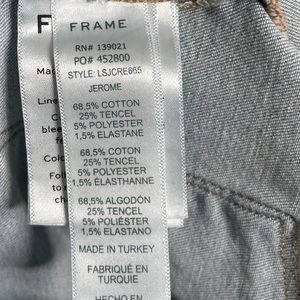 FRAME
RN# 139021
PO# 452800
STYLE: LSJCRE665
JEROME
68,5% COTTON
25% TENCEL
5% POLYESTER
1,5% ELASTANE
68,5% COTON
25% TENCEL
5% POLYESTER
1,5% ÉLASTHANNE
68,5% ALGODÓN
25% TENCEL
5% POLIÉSTER
1,5% ELASTANO
MADE IN TURKEY
FABRIQUÉ EN
TURQUIE
HECHO EN
F